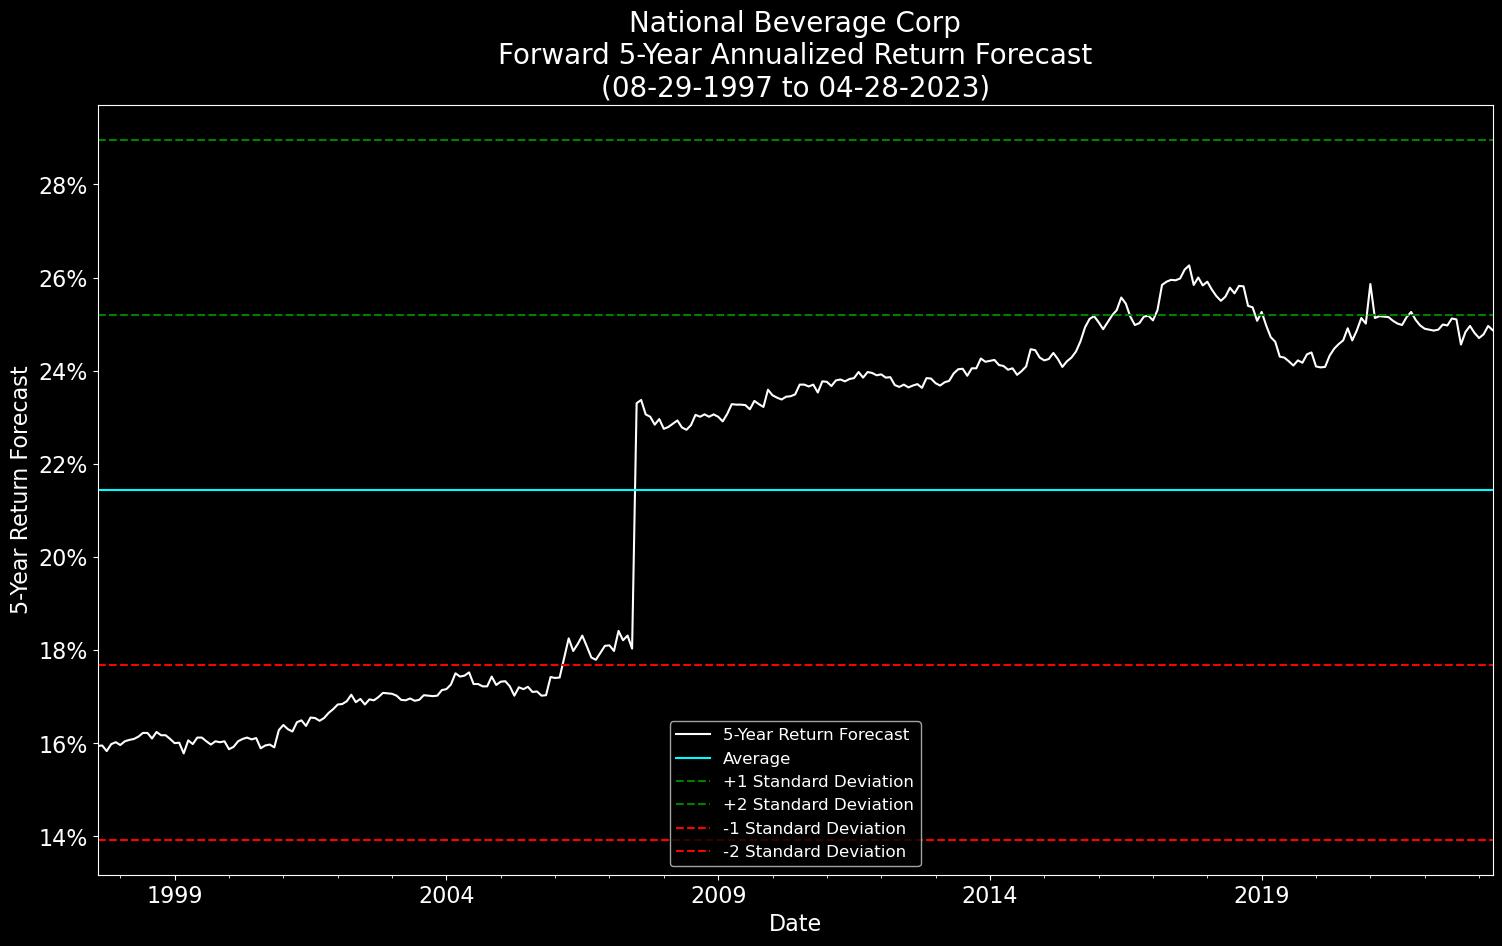 National Beverage Corp
Forward 5-Year Annualized Return Forecast
(08-29-1997 to 04-28-2023)
5-Year Return Forecast
28%
26%
24%
22%
20%
18%
16%
14%
5-Year Return Forecast
Average
+1 Standard Deviation
+2 Standard Deviation
-1 Standard Deviation
-2 Standard Deviation
1999 2004 2009 2014 2019
Date